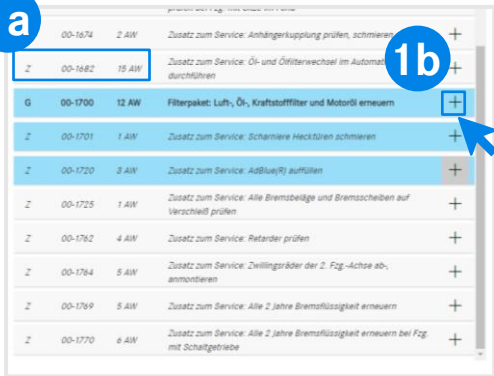 a
00-1674 2 AW Zusatz zum Service: Anhängerkupplung prüfen, schmieren
1b
Z 00-1682 15 AW Zusatz zum Service: Öl- und Ölfilterwechsel im
durchführen
G 00-1700 12 AW Filterpaket: Luft-, Öl-, Kraftstofffilter und Motoröl erneuern
Z 00-1701 1 AW Zusatz zum Service: Scharniere Hecktüren schmieren
Z 00-1720 3 AW Zusatz zum Service: AdBlue(R) auffüllen
Z 00-1725 1 AW Zusatz zum Service: Alle Bremsbeläge und Bremsscheiben auf
Verschleiß prüfen
Z 00-1762 4 AW Zusatz zum Service: Retarder prüfen
Z 00-1764 5 AW Zusatz zum Service: Zwillingsräder der 2. Fzg.-Achse ab-,
anmontieren
Z 00-1769 5 AW Zusatz zum Service: Alle 2 Jahre Bremsflüssigkeit erneuern
Z 00-1770 6 AW Zusatz zum Service: Alle 2 Jahre Bremsflüssigkeit erneuern bei Fzg.
mit Schaltgetriebe